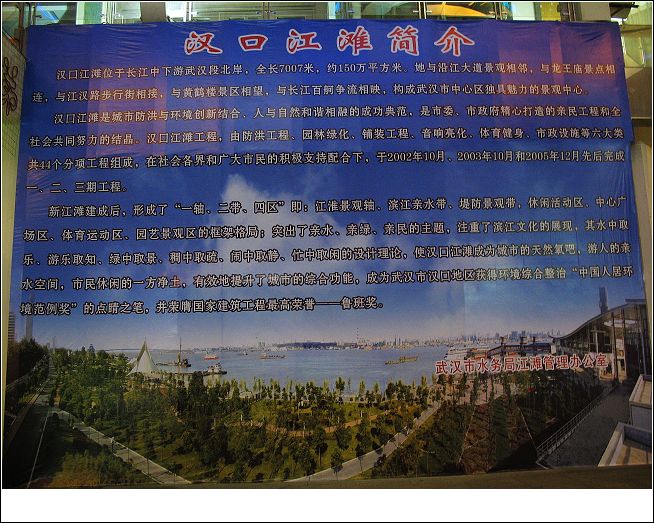 汉口江滩简介
汉口江滩位于长江中下游武汉段北岸，全长7007米，约150万平方米。她与沿江大道景观相邻，与龙王庙景点相
连，与江汉路步行街相接，与黄鹤楼景区相望，与长江百舸争流相映，构成武汉市中心区独具魅力的景观中心。
汉口江滩是城市防洪与环境创新结合、人与自然和谐相融的成功典范，是市委、市政府精心打造的亲民工程和全
社会共同努力的结晶。汉口江滩工程，由防洪工程、园林绿化、铺装工程、音响亮化、体育健身、市政设施等六大类
共44个分项工程组成，在社会各界和广大市民的积极支持配合下，于2002年10月、2003年10月和2005年12月先后完成
一、二、三期工程。
新江滩建成后，形成了“一轴、二带、四区”即：江淮景观轴、滨江亲水带、堤防景观带，休闲活动区、中心广
场区、体育运动区、园艺景观区的框架格局；突出了亲水、亲绿、亲民的主题，注重了滨江文化的展现，其水中取
乐、游乐取知、绿中取景、稠中取疏、闹中取静、忙中取闲的设计理论，使汉口江滩成为城市的天然氧吧，游人的亲
水空间，市民休闲的一方净土，有效地提升了城市的综合功能，成为武汉市汉口地区获得环境综合整治“中国人居环
境范例奖”的点睛之笔，并荣膺国家建筑工程最高荣誉——鲁班奖。
武汉市水务局江滩管理办公室